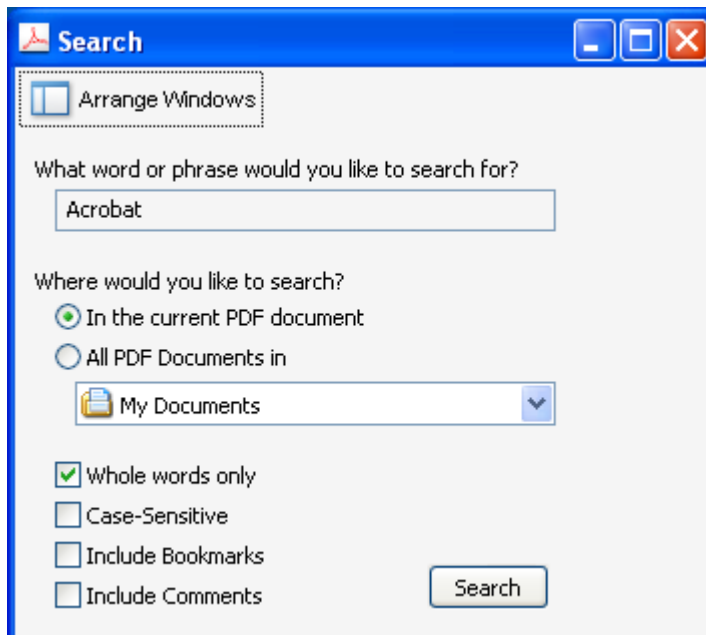 Search
Arrange Windows
What word or phrase would you like to search for?
Acrobat
Where would you like to search?
In the current PDF document
All PDF Documents in
My Documents
Whole words only
Case-Sensitive
Include Bookmarks
Include Comments
Search